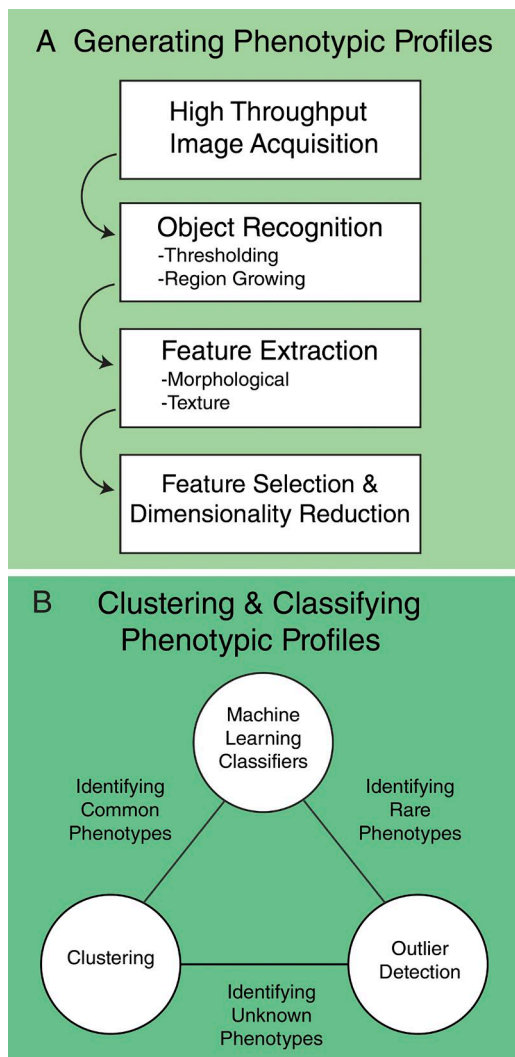 A Generating Phenotypic Profiles
High Throughput
Image Acquisition
Object Recognition
-Thresholding
-Region Growing
Feature Extraction
-Morphological
-Texture
Feature Selection &
Dimensionality Reduction
B Clustering & Classifying
Phenotypic Profiles
Machine
Learning
Classifiers
Identifying
Common
Phenotypes
Identifying
Rare
Phenotypes
Clustering
Outlier
Detection
Identifying
Unknown
Phenotypes